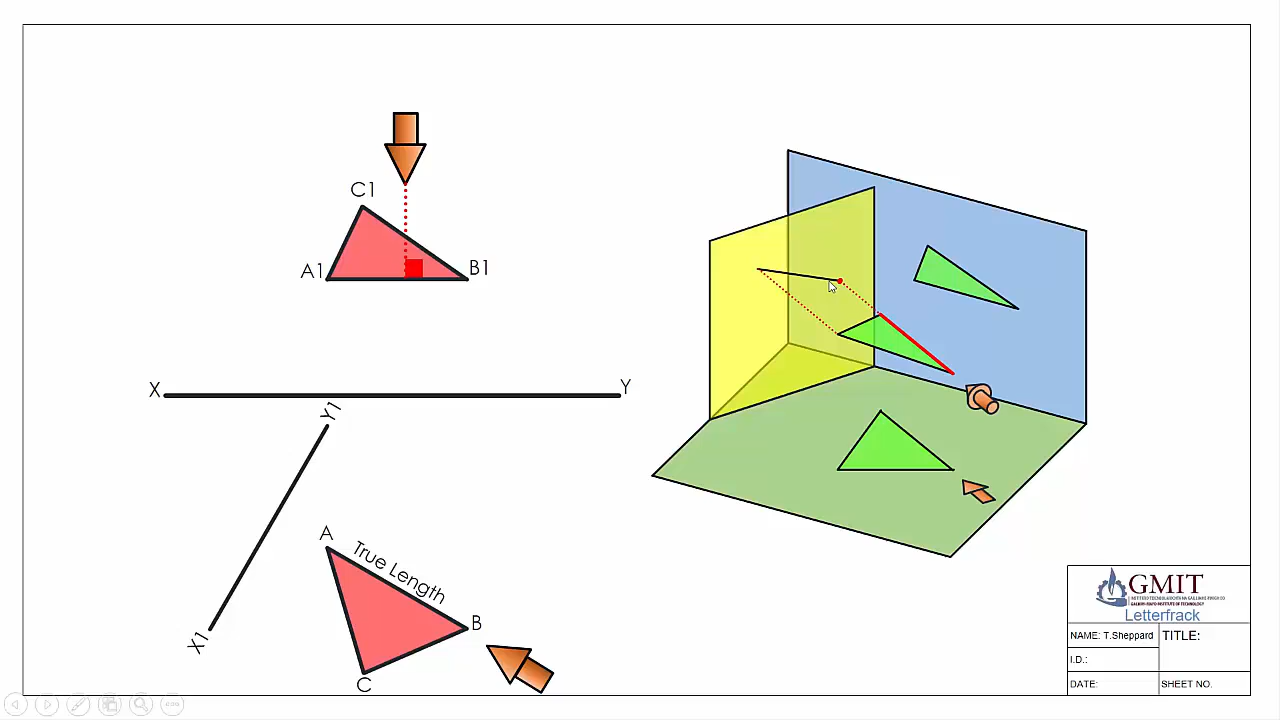 C1
A1
B1
X
Y
Y1
X1
A
True Length
B
C
GMIT
Letterfrack
NAME: T.Sheppard
TITLE:
I.D.:
DATE:
SHEET NO.